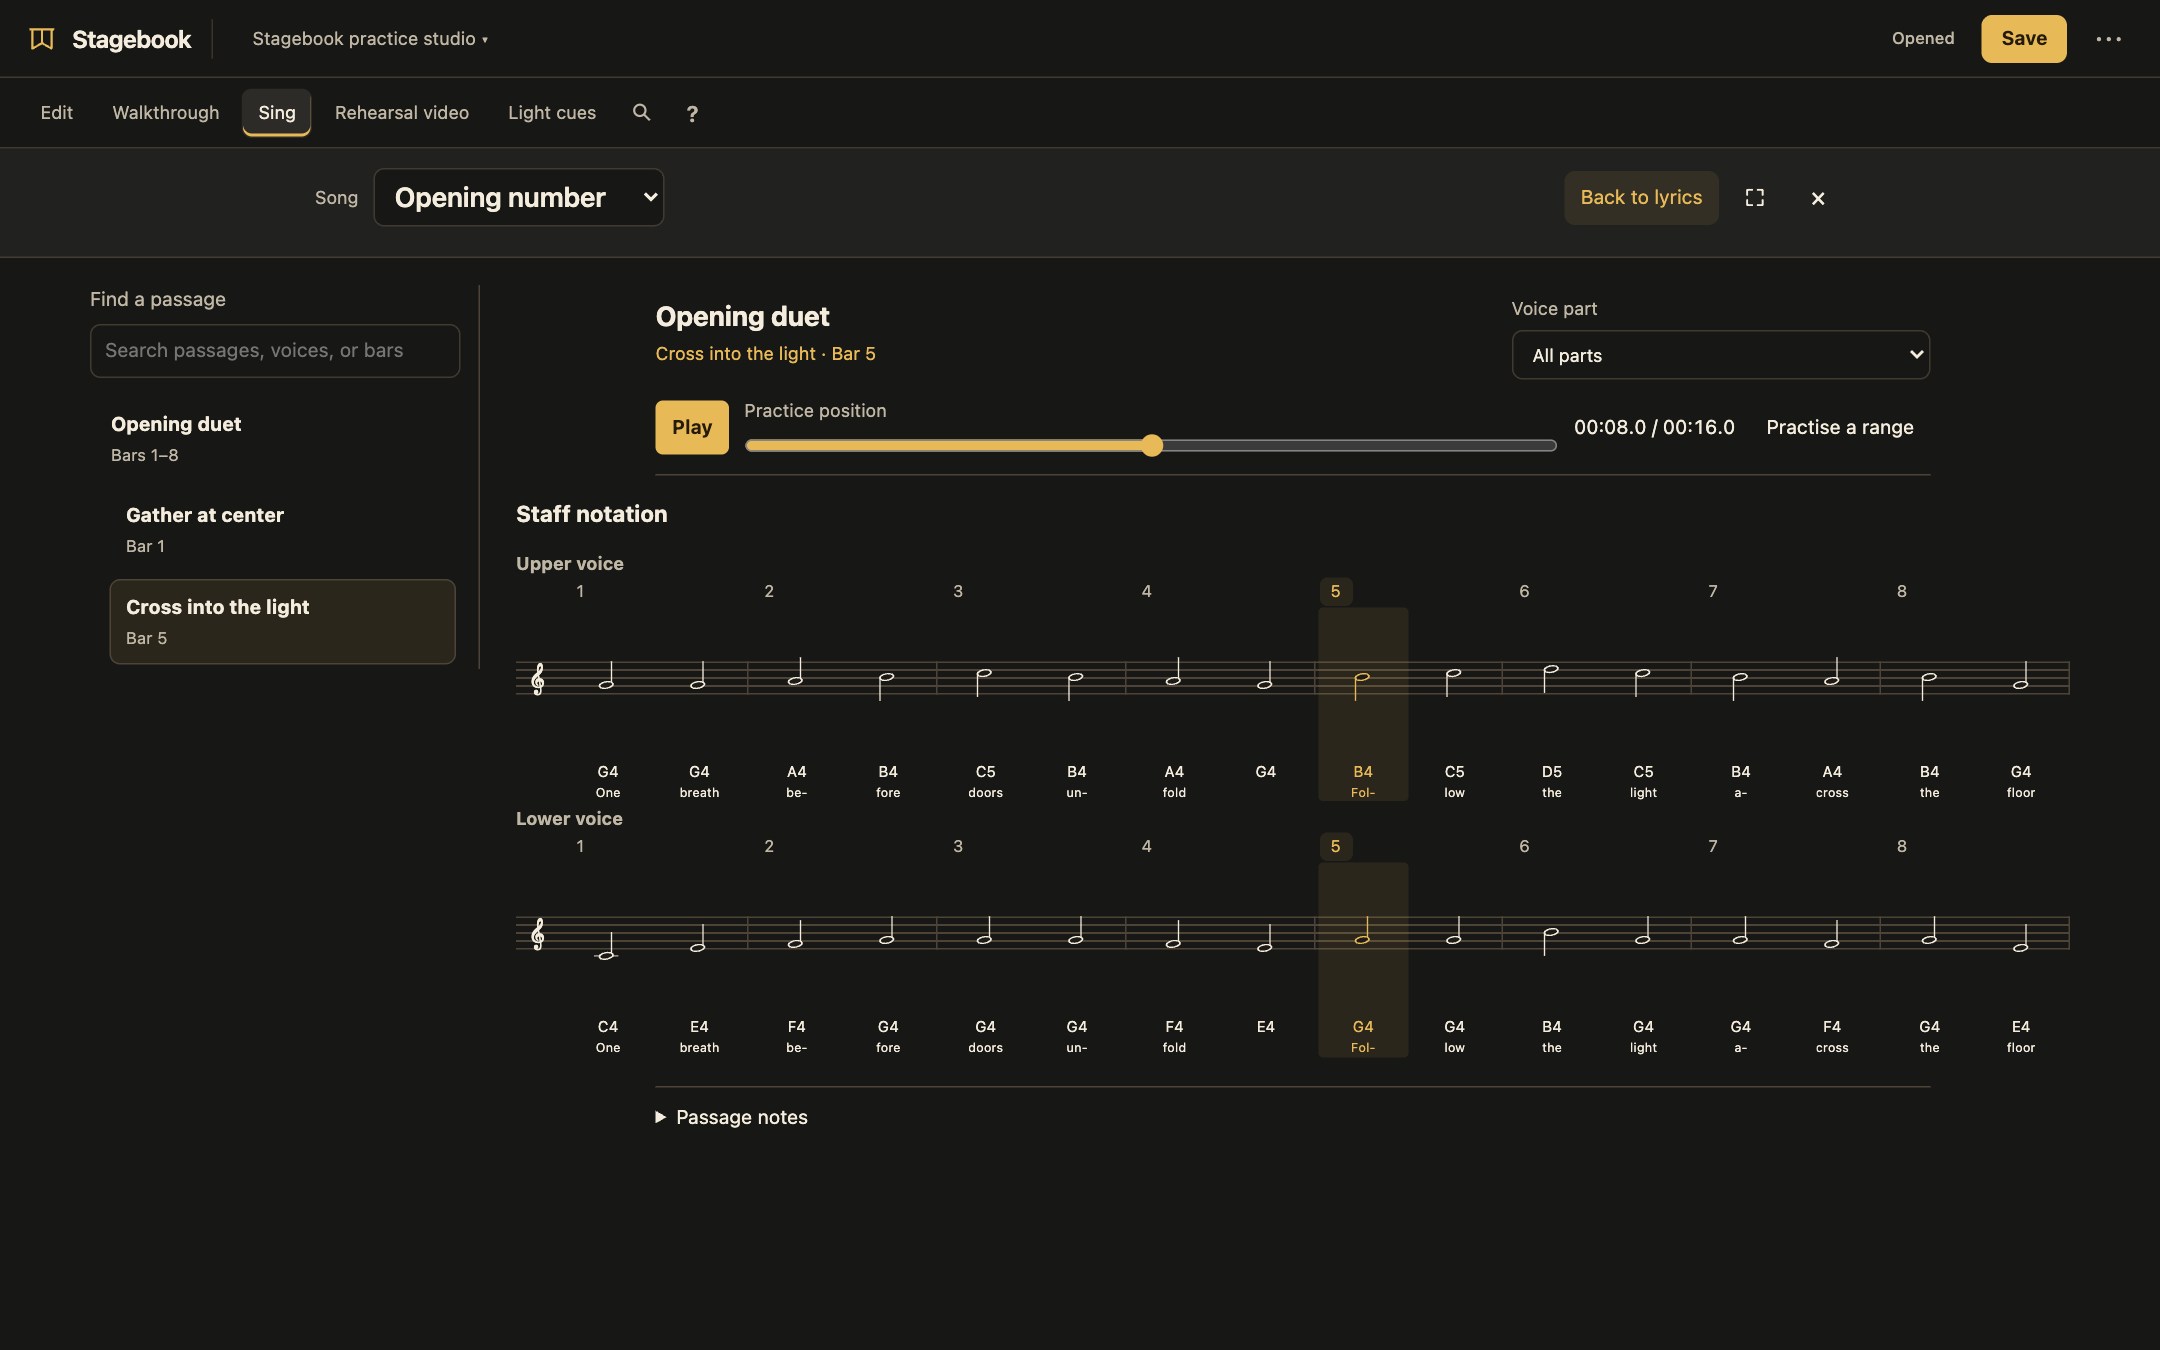 Stagebook
Stagebook practice studio ▾
Opened
Save
Edit
Walkthrough
Sing
Rehearsal video
Light cues
?
Song
Opening number
Back to lyrics
Find a passage
Search passages, voices, or bars
Opening duet
Bars 1–8
Gather at center
Bar 1
Cross into the light
Bar 5
Opening duet
Cross into the light · Bar 5
Voice part
All parts
Play
Practice position
00:08.0 / 00:16.0
Practise a range
Staff notation
Upper voice
1 2 3 4 5 6 7 8
G4 G4 A4 B4 C5 B4 A4 G4 B4 C5 D5 C5 B4 A4 B4 G4
One breath be- fore doors un- fold Fol- low the light a- cross the floor
Lower voice
1 2 3 4 5 6 7 8
C4 E4 F4 G4 G4 G4 F4 E4 G4 G4 B4 G4 G4 F4 G4 E4
One breath be- fore doors un- fold Fol- low the light a- cross the floor
Passage notes